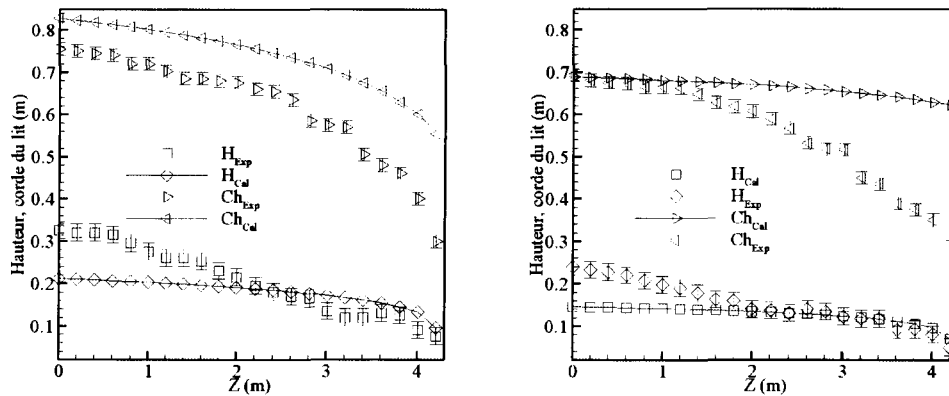 0.8
0.7
0.6
0.5
0.4
0.3
0.2
0.1
Hauteur, corde du lit (m)
H_Exp
H_Cal
Ch_Exp
Ch_Cal
0 1 2 3 4
Z (m)
0.8
0.7
0.6
0.5
0.4
0.3
0.2
0.1
Hauteur, corde du lit (m)
H_Cal
H_Exp
Ch_Cal
Ch_Exp
0 1 2 3 4
Z (m)